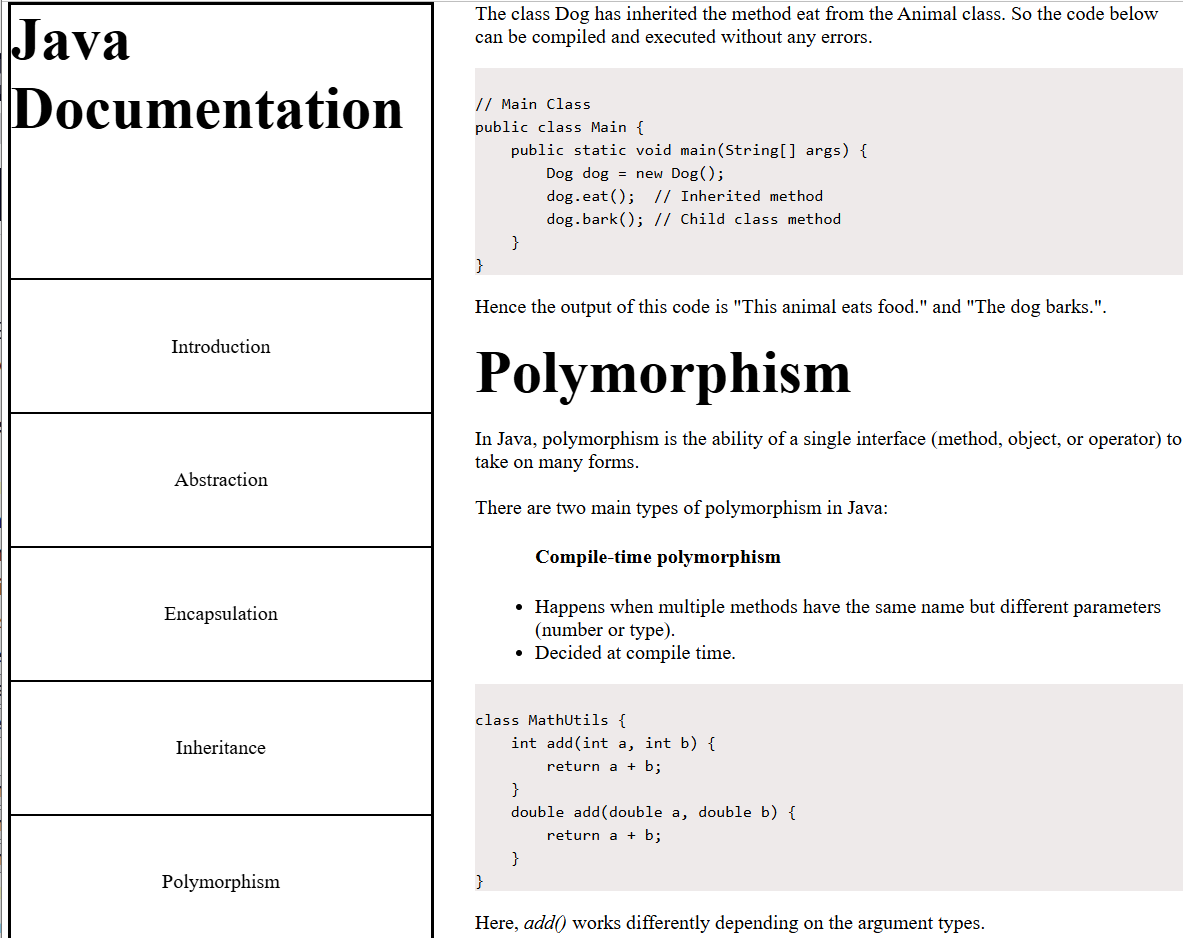 Java
Documentation
Introduction
Abstraction
Encapsulation
Inheritance
Polymorphism
The class Dog has inherited the method eat from the Animal class. So the code below
can be compiled and executed without any errors.
// Main Class
public class Main {
    public static void main(String[] args) {
        Dog dog = new Dog();
        dog.eat();  // Inherited method
        dog.bark(); // Child class method
    }
}
Hence the output of this code is "This animal eats food." and "The dog barks.".
Polymorphism
In Java, polymorphism is the ability of a single interface (method, object, or operator) to
take on many forms.
There are two main types of polymorphism in Java:
Compile-time polymorphism
• Happens when multiple methods have the same name but different parameters
(number or type).
• Decided at compile time.
class MathUtils {
    int add(int a, int b) {
        return a + b;
    }
    double add(double a, double b) {
        return a + b;
    }
}
Here, add() works differently depending on the argument types.